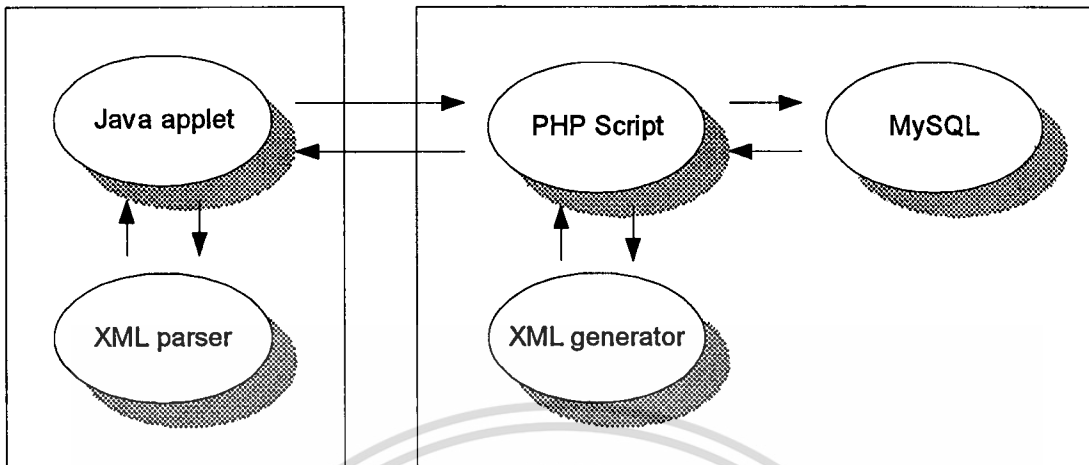 Java applet
PHP Script
MySQL
XML parser
XML generator